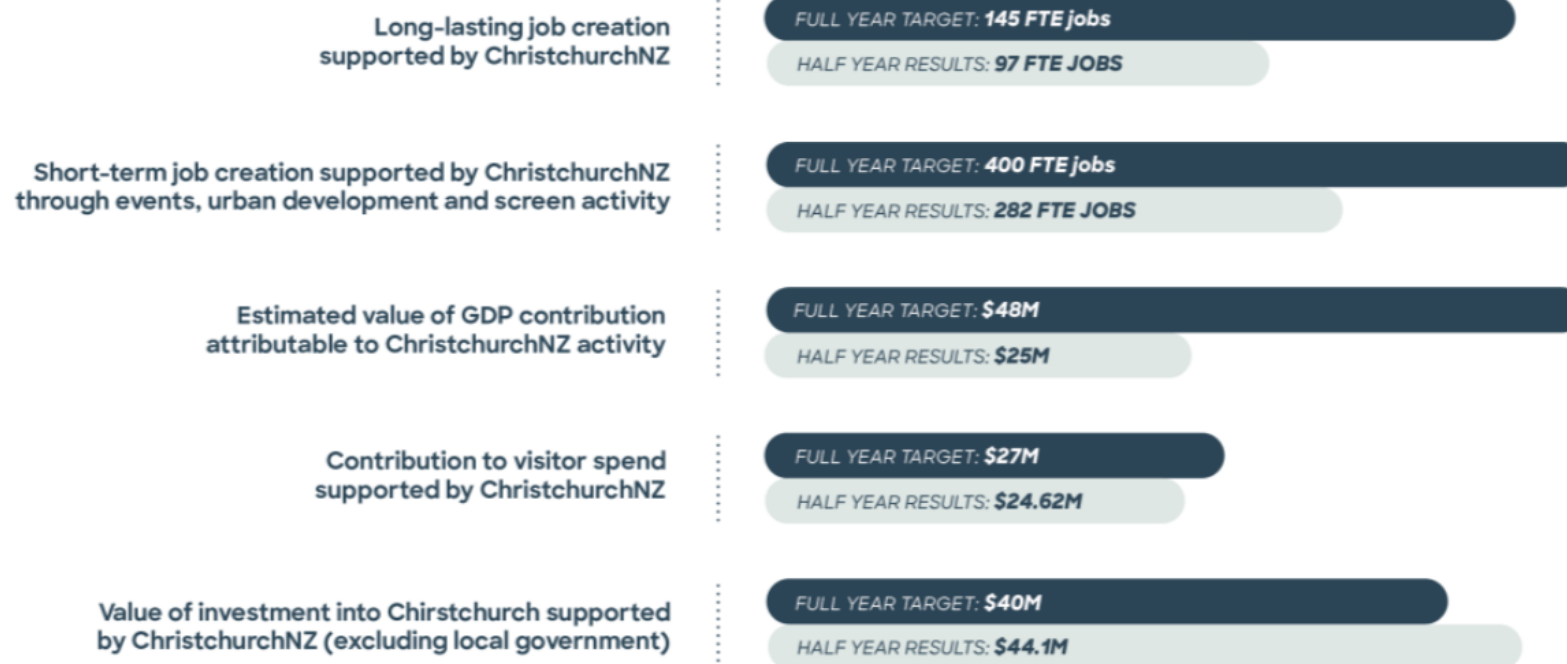 Long-lasting job creation
supported by ChristchurchNZ
FULL YEAR TARGET: 145 FTE jobs
HALF YEAR RESULTS: 97 FTE JOBS
Short-term job creation supported by ChristchurchNZ
through events, urban development and screen activity
FULL YEAR TARGET: 400 FTE jobs
HALF YEAR RESULTS: 282 FTE JOBS
Estimated value of GDP contribution
attributable to ChristchurchNZ activity
FULL YEAR TARGET: $48M
HALF YEAR RESULTS: $25M
Contribution to visitor spend
supported by ChristchurchNZ
FULL YEAR TARGET: $27M
HALF YEAR RESULTS: $24.62M
Value of investment into Chirstchurch supported
by ChristchurchNZ (excluding local government)
FULL YEAR TARGET: $40M
HALF YEAR RESULTS: $44.1M